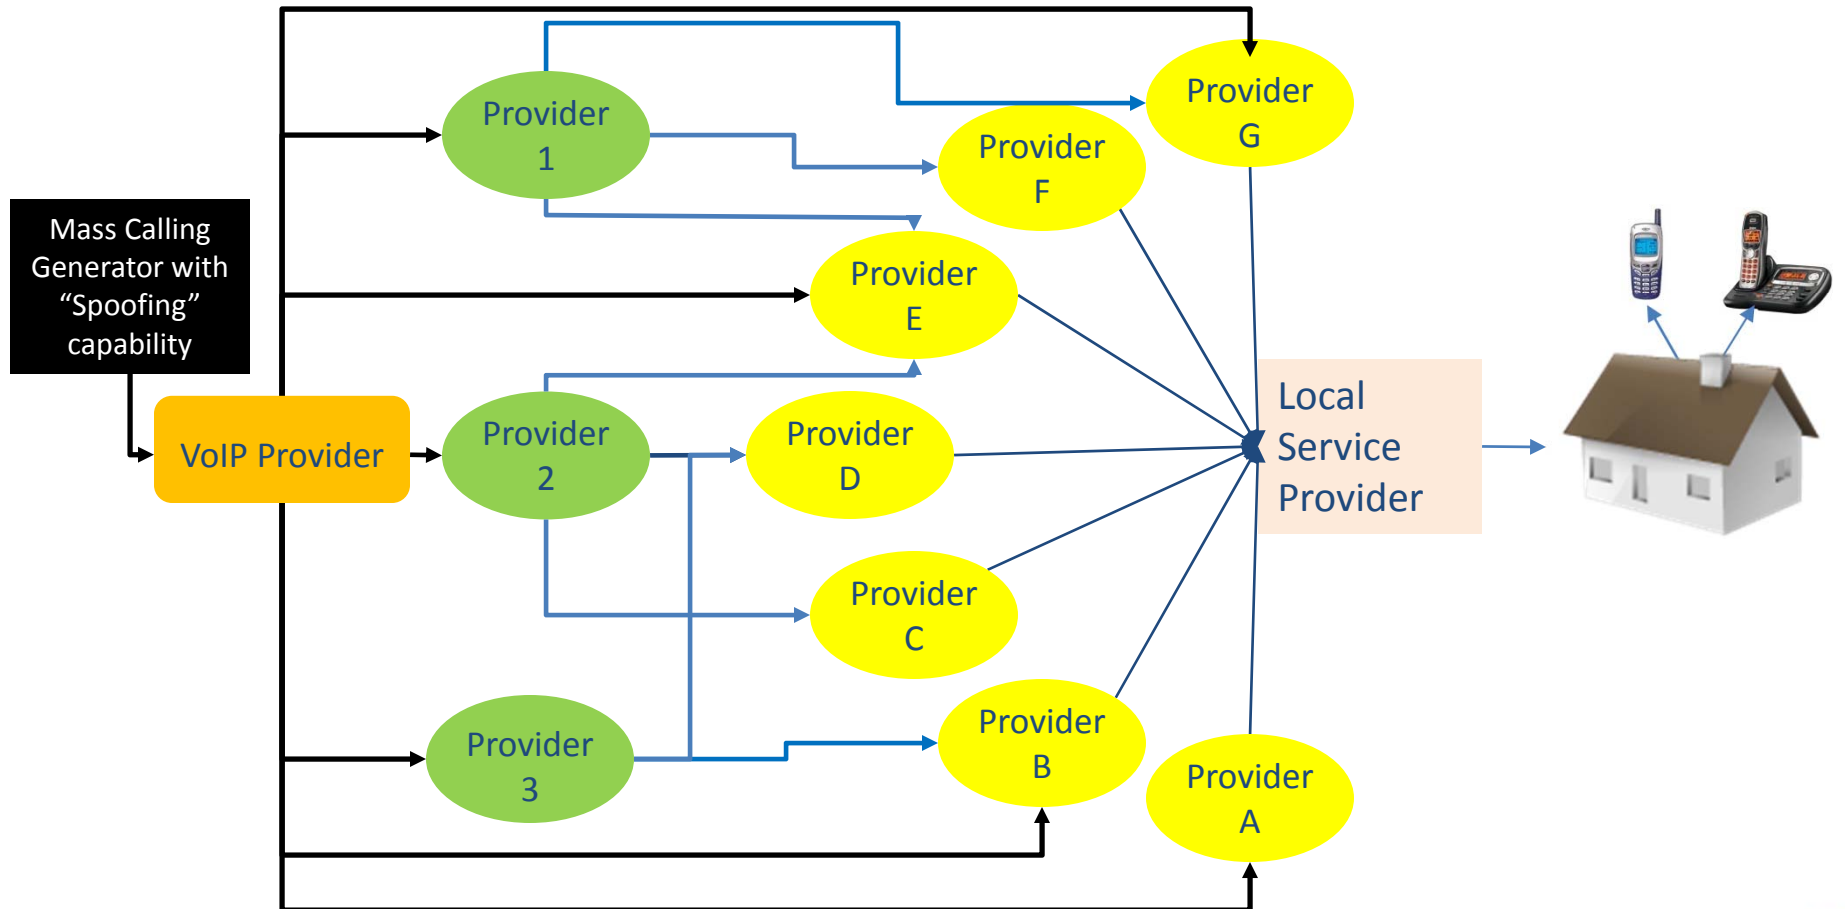 Mass Calling
Generator with
“Spoofing”
capability
VoIP Provider
Provider
1
Provider
2
Provider
3
Provider
G
Provider
F
Provider
E
Provider
D
Provider
C
Provider
B
Provider
A
Local
Service
Provider